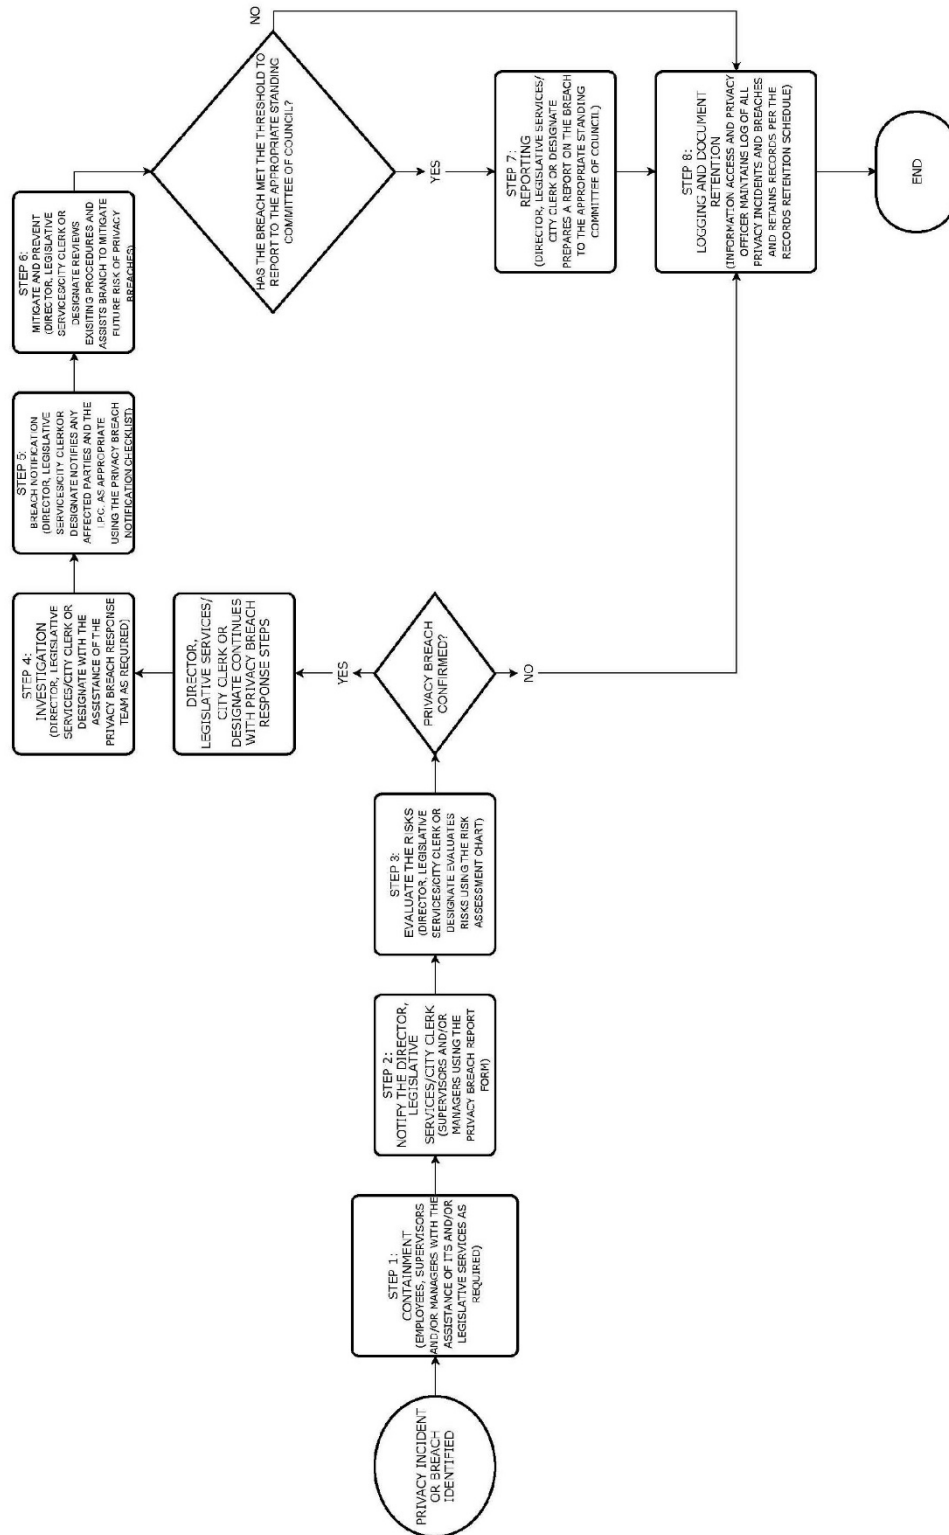 PRIVACY INCIDENT
OR BREACH
IDENTIFIED
STEP 1:
CONTAINMENT
(EMPLOYEES, SUPERVISORS
AND/OR MANAGERS WITH THE
ASSISTANCE OF ITS AND/OR
LEGISLATIVE SERVICES AS
REQUIRED)
STEP 2:
NOTIFY THE DIRECTOR,
LEGISLATIVE
SERVICES/CITY CLERK
(SUPERVISORS AND/OR
MANAGERS USING THE
PRIVACY BREACH REPORT
FORM)
STEP 3:
EVALUATE THE RISKS
(DIRECTOR, LEGISLATIVE
SERVICES/CITY CLERK OR
DESIGNATE EVALUATES
RISKS USING THE RISK
ASSESSMENT CHART)
PRIVACY BREACH
CONFIRMED?
YES
NO
DIRECTOR,
LEGISLATIVE SERVICES/
CITY CLERK OR
DESIGNATE CONTINUES
WITH PRIVACY BREACH
RESPONSE STEPS
STEP 4:
INVESTIGATION
(DIRECTOR, LEGISLATIVE
SERVICES/CITY CLERK OR
DESIGNATE WITH THE
ASSISTANCE OF THE
PRIVACY BREACH RESPONSE
TEAM AS REQUIRED)
STEP 5:
BREACH NOTIFICATION
(DIRECTOR, LEGISLATIVE
SERVICES/CITY CLERKOR
DESIGNATE NOTIFIES ANY
AFFECTED PARTIES AND THE
I.P.C. AS APPROPRIATE
USING THE PRIVACY BREACH
NOTIFICATION CHECKLIST)
STEP 6:
MITIGATE AND PREVENT
(DIRECTOR, LEGISLATIVE
SERVICES/CITY CLERK OR
DESIGNATE REVIEWS
EXISITING PROCEDURES AND
ASSISTS BRANCH TO MITIGATE
FUTURE RISK OF PRIVACY
BREACHES)
HAS THE BREACH MET THE THRESHOLD TO
REPORT TO THE APPROPRIATE STANDING
COMMITTEE OF COUNCIL?
NO
YES
STEP 7:
REPORTING
(DIRECTOR, LEGISLATIVE SERVICES/
CITY CLERK OR DESIGNATE
PREPARES A REPORT ON THE BREACH
TO THE APPROPRIATE STANDING
COMMITTEE OF COUNCIL)
STEP 8:
LOGGING AND DOCUMENT
RETENTION
(INFORMATION ACCESS AND PRIVACY
OFFICER MAINTAINS LOG OF ALL
PRIVACY INCIDENTS AND BREACHES
AND RETAINS RECORDS PER THE
RECORDS RETENTION SCHEDULE)
END